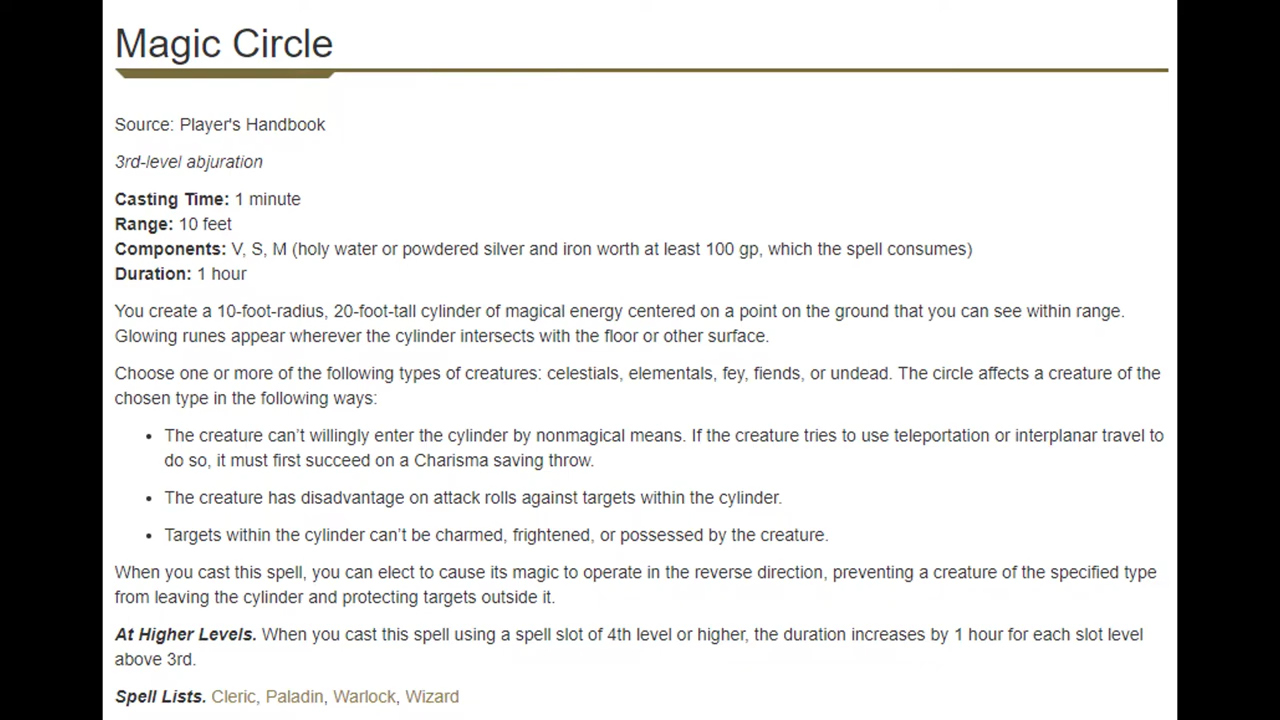 Magic Circle
Source: Player's Handbook
3rd-level abjuration
Casting Time: 1 minute
Range: 10 feet
Components: V, S, M (holy water or powdered silver and iron worth at least 100 gp, which the spell consumes)
Duration: 1 hour
You create a 10-foot-radius, 20-foot-tall cylinder of magical energy centered on a point on the ground that you can see within range.
Glowing runes appear wherever the cylinder intersects with the floor or other surface.
Choose one or more of the following types of creatures: celestials, elementals, fey, fiends, or undead. The circle affects a creature of the
chosen type in the following ways:
• The creature can’t willingly enter the cylinder by nonmagical means. If the creature tries to use teleportation or interplanar travel to
do so, it must first succeed on a Charisma saving throw.
• The creature has disadvantage on attack rolls against targets within the cylinder.
• Targets within the cylinder can’t be charmed, frightened, or possessed by the creature.
When you cast this spell, you can elect to cause its magic to operate in the reverse direction, preventing a creature of the specified type
from leaving the cylinder and protecting targets outside it.
At Higher Levels. When you cast this spell using a spell slot of 4th level or higher, the duration increases by 1 hour for each slot level
above 3rd.
Spell Lists. Cleric, Paladin, Warlock, Wizard